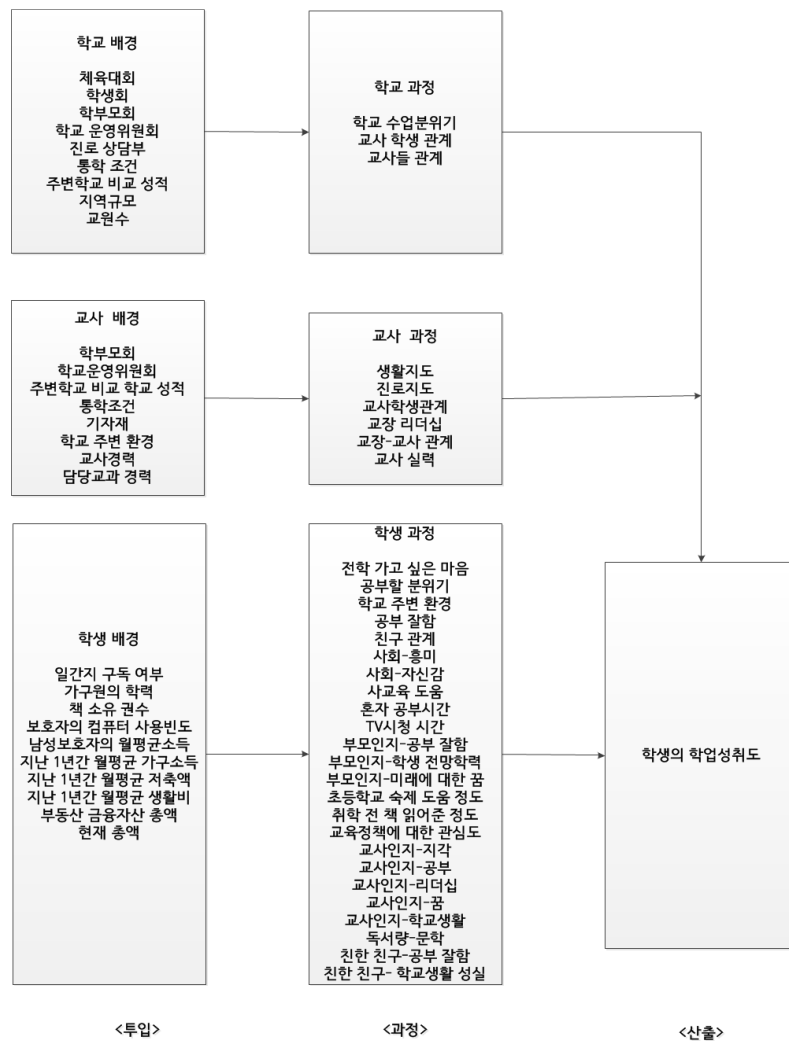 학교 배경
체육대회
학생회
학부모회
학교 운영위원회
진로 상담부
통학 조건
주변학교 비교 성적
지역규모
교원수
학교 과정
학교 수업분위기
교사 학생 관계
교사들 관계
교사 배경
학부모회
학교운영위원회
주변학교 비교 학교 성적
통학조건
기자재
학교 주변 환경
교사경력
담당교과 경력
교사 과정
생활지도
진로지도
교사학생관계
교장 리더십
교장-교사 관계
교사 실력
학생 배경
일간지 구독 여부
가구원의 학력
책 소유 권수
보호자의 컴퓨터 사용빈도
남성보호자의 월평균소득
지난 1년간 월평균 가구소득
지난 1년간 월평균 저축액
지난 1년간 월평균 생활비
부동산 금융자산 총액
현재 총액
학생 과정
전학 가고 싶은 마음
공부할 분위기
학교 주변 환경
공부 잘함
친구 관계
사회-흥미
사회-자신감
사교육 도움
혼자 공부시간
TV시청 시간
부모인지-공부 잘함
부모인지-학생 전망학력
부모인지-미래에 대한 꿈
초등학교 숙제 도움 정도
취학 전 책 읽어준 정도
교육정책에 대한 관심도
교사인지-지각
교사인지-공부
교사인지-리더십
교사인지-꿈
교사인지-학교생활
독서량-문학
친한 친구-공부 잘함
친한 친구- 학교생활 성실
학생의 학업성취도
<투입>
<과정>
<산출>